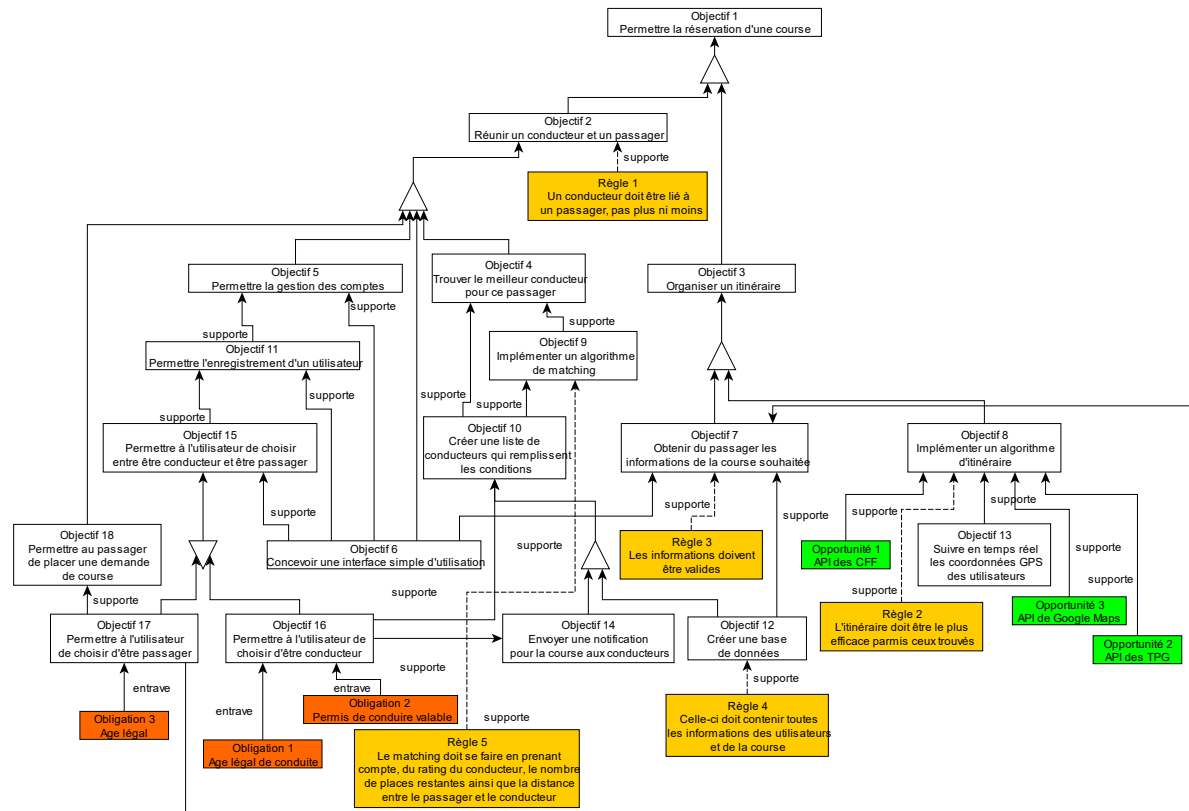 Objectif 1
Permettre la réservation d'une course
Objectif 2
Réunir un conducteur et un passager
supporte
Règle 1
Un conducteur doit être lié à
un passager, pas plus ni moins
Objectif 5
Permettre la gestion des comptes
Objectif 4
Trouver le meilleur conducteur
pour ce passager
Objectif 3
Organiser un itinéraire
supporte
supporte
supporte
Objectif 11
Permettre l'enregistrement d'un utilisateur
Objectif 9
Implémenter un algorithme
de matching
supporte
supporte
supporte
supporte
supporte
Objectif 15
Permettre à l'utilisateur de choisir
entre être conducteur et être passager
Objectif 10
Créer une liste de
conducteurs qui remplissent
les conditions
Objectif 7
Obtenir du passager les
informations de la course souhaitée
Objectif 8
Implémenter un algorithme
d'itinéraire
supporte
supporte
supporte
supporte
supporte
Objectif 18
Permettre au passager
de placer une demande
de course
Objectif 6
Concevoir une interface simple d'utilisation
Règle 3
Les informations doivent
être valides
Opportunité 1
API des CFF
Objectif 13
Suivre en temps réel
les coordonnées GPS
des utilisateurs
supporte
supporte
supporte
supporte
Opportunité 3
API de Google Maps
Règle 2
L'itinéraire doit être le plus
efficace parmis ceux trouvés
Objectif 17
Permettre à l'utilisateur
de choisir d'être passager
Objectif 16
Permettre à l'utilisateur de
choisir d'être conducteur
Objectif 14
Envoyer une notification
pour la course aux conducteurs
Objectif 12
Créer une base
de données
Opportunité 2
API des TPG
supporte
supporte
entrave
entrave
entrave
Obligation 2
Permis de conduire valable
Obligation 3
Age légal
Obligation 1
Age légal de conduite
supporte
Règle 4
Celle-ci doit contenir toutes
les informations des utilisateurs
et de la course
Règle 5
Le matching doit se faire en prenant
compte, du rating du conducteur, le nombre
de places restantes ainsi que la distance
entre le passager et le conducteur